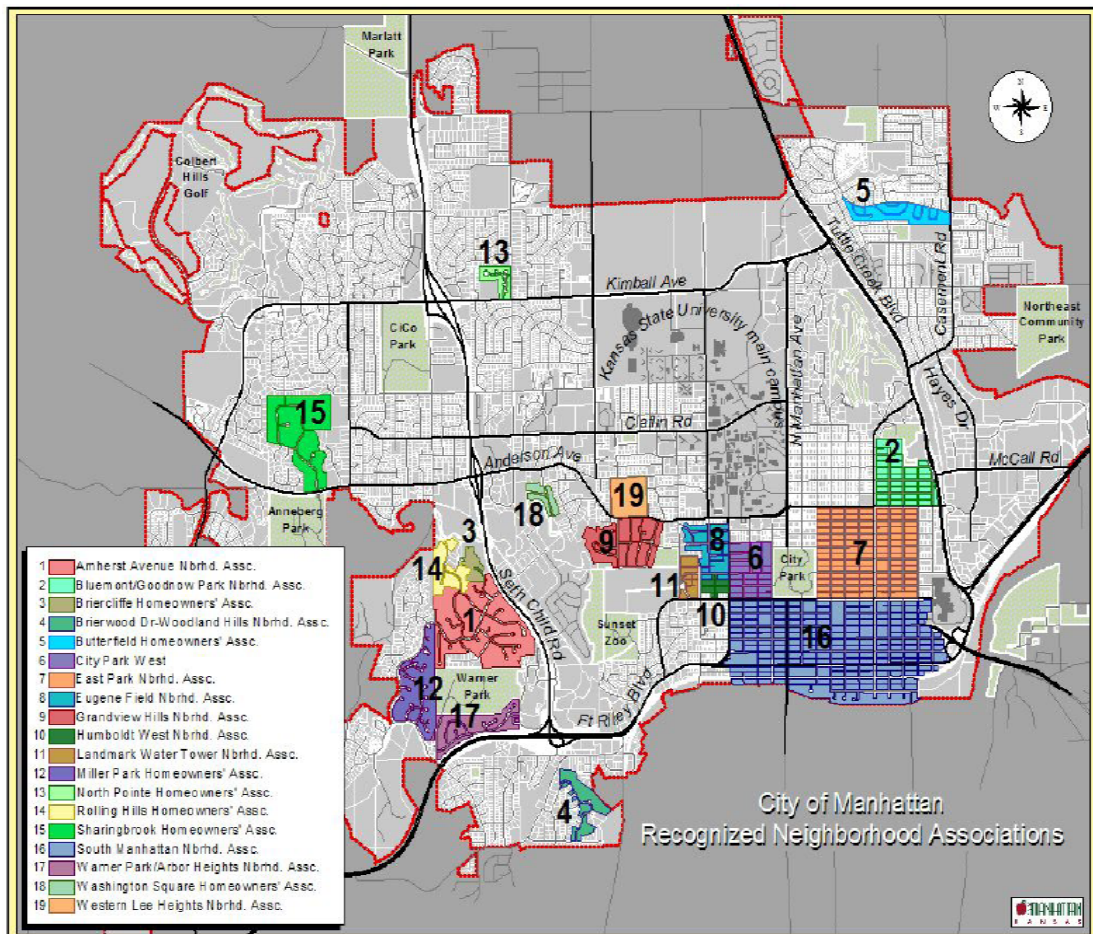 Marlatt
Park
Colbert
Hills
Golf
5
13
Kimball Ave
Tuttle Creek Blvd
Casement Rd
Northeast
Community
Park
CiCo
Park
Kansas State University main campus
N Manhattan Ave
Hayes Dr
15
Claflin Rd
2
McCall Rd
Anderson Ave
19
18
Anneberg
Park
3
9
8
6
City
Park
7
14
11
1
Seth Child Rd
10
Sunset
Zoo
16
12
Warner
Park
17
Ft Riley Blvd
4
1 Amherst Avenue Nbrhd. Assc.
2 Bluemont/Goodnow Park Nbrhd. Assc.
3 Briercliffe Homeowners' Assc.
4 Brierwood Dr-Woodland Hills Nbrhd. Assc.
5 Butterfield Homeowners' Assc.
6 City Park West
7 East Park Nbrhd. Assc.
8 Eugene Field Nbrhd. Assc.
9 Grandview Hills Nbrhd. Assc.
10 Humboldt West Nbrhd. Assc.
11 Landmark Water Tower Nbrhd. Assc.
12 Miller Park Homeowners' Assc.
13 North Pointe Homeowners' Assc.
14 Rolling Hills Homeowners' Assc.
15 Sharingbrook Homeowners' Assc.
16 South Manhattan Nbrhd. Assc.
17 Warner Park/Arbor Heights Nbrhd. Assc.
18 Washington Square Homeowners' Assc.
19 Western Lee Heights Nbrhd. Assc.
City of Manhattan
Recognized Neighborhood Associations
MANHATTAN
KANSAS